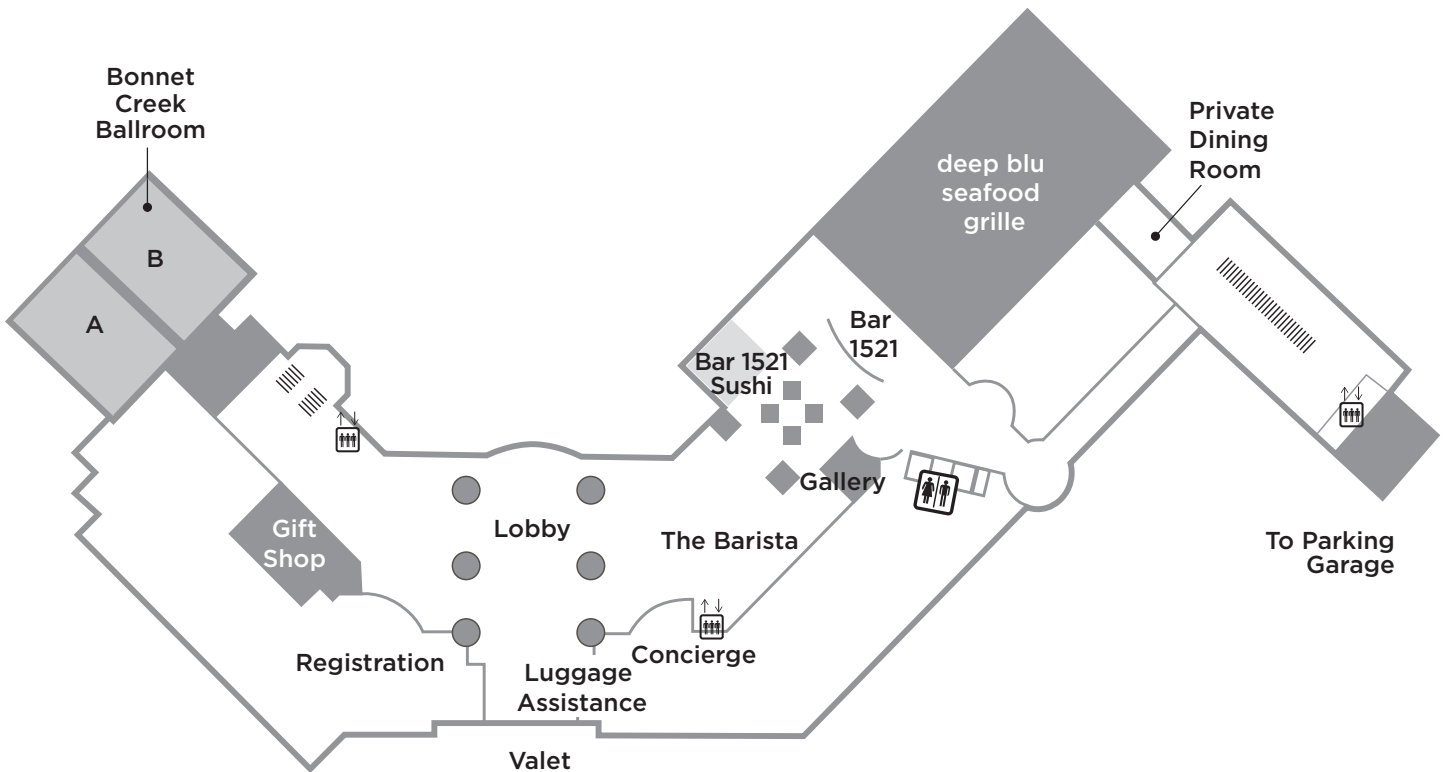 Bonnet
Creek
Ballroom
B
A
deep blu
seafood
grille
Private
Dining
Room
Bar
1521
Bar 1521
Sushi
Gallery
Gift
Shop
Lobby
The Barista
To Parking
Garage
Registration
Concierge
Luggage
Assistance
Valet